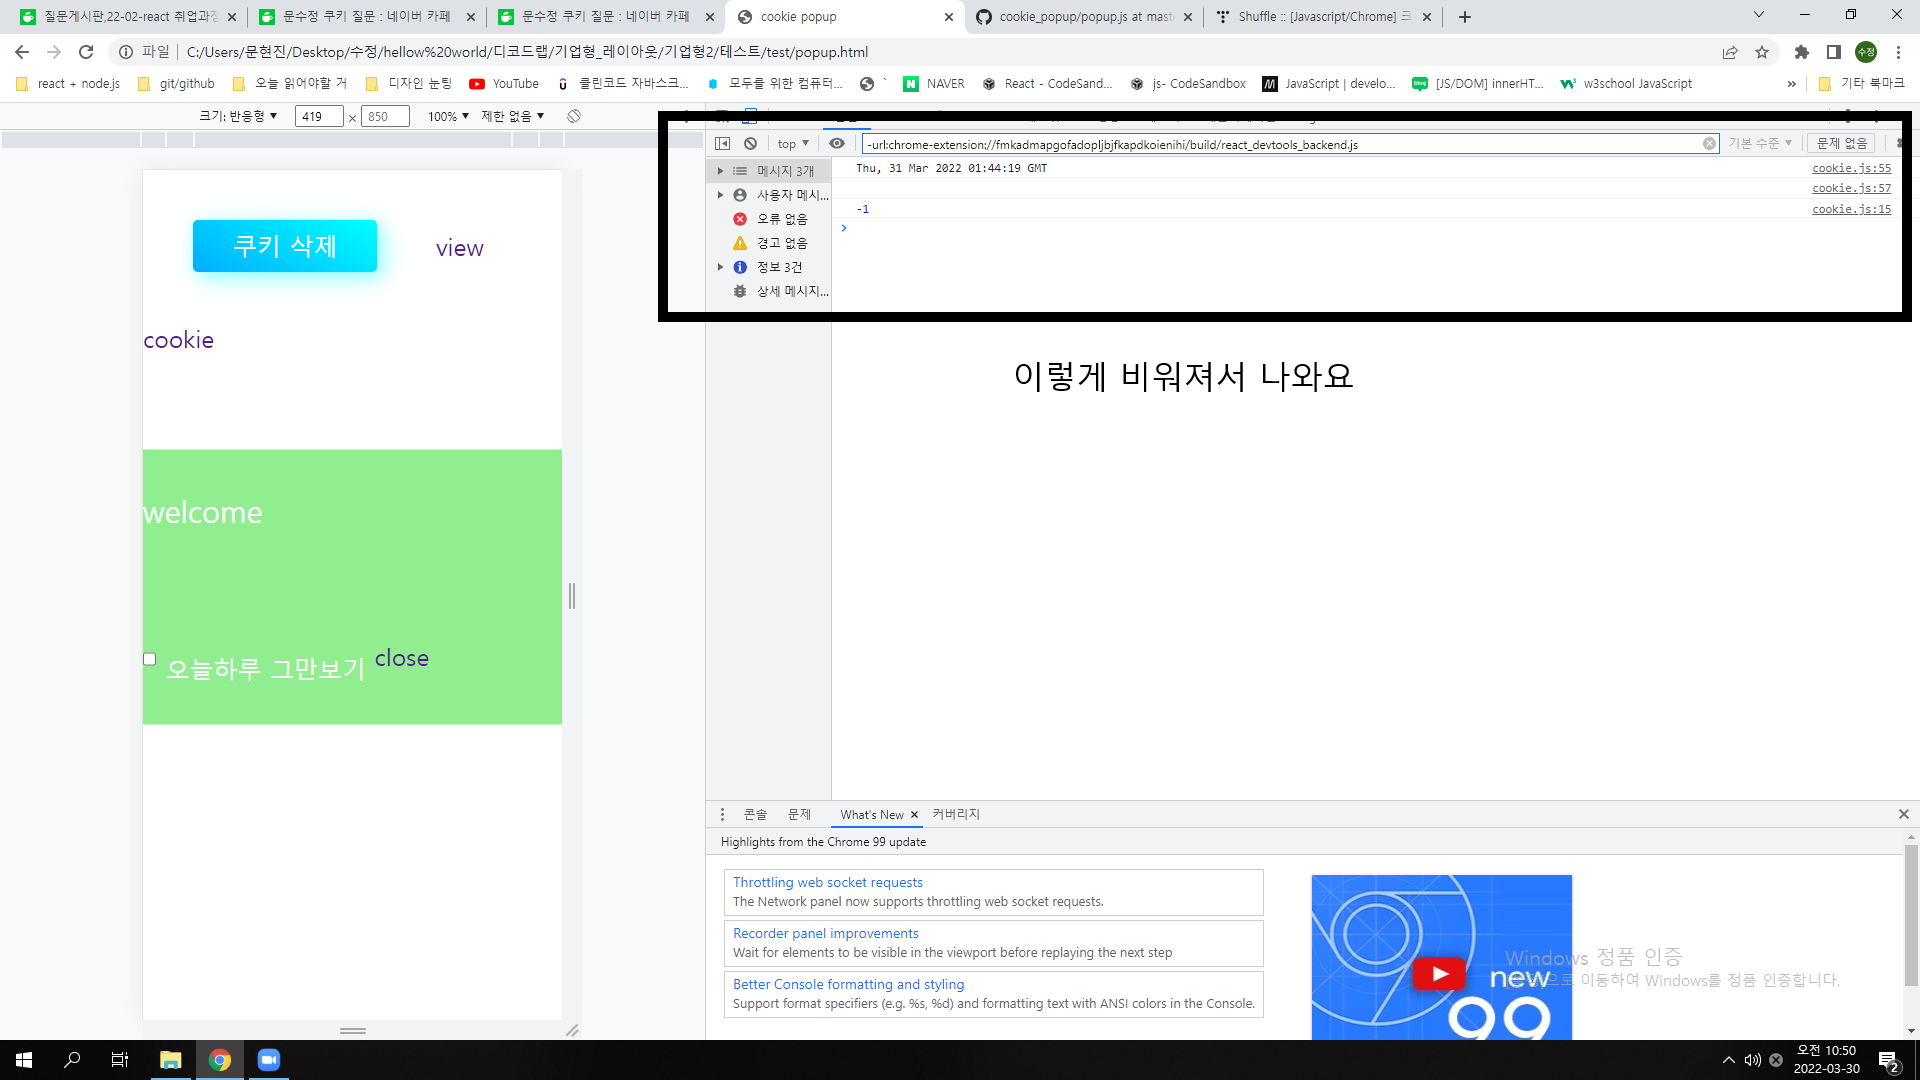 질문게시판,22-02-react 취업과정
문수정 쿠키 질문 : 네이버 카페
문수정 쿠키 질문 : 네이버 카페
cookie popup
cookie_popup/popup.js at mast
Shuffle :: [Javascript/Chrome] 크
파일
C:/Users/문현진/Desktop/수정/hellow%20world/디코드랩/기업형_레이아웃/기업형2/테스트/test/popup.html
수정
react + node.js
git/github
오늘 읽어야할 거
디자인 눈팅
YouTube
클린코드 자바스크...
모두를 위한 컴퓨터...
NAVER
React - CodeSand...
js- CodeSandbox
JavaScript | develo...
[JS/DOM] innerHT...
w3school JavaScript
»
기타 북마크
크기: 반응형 ▼
419 × 850
100% ▼
제한 없음 ▼
top ▼
-url:chrome-extension://fmkadmapgofadopljbjfkapdkoienihi/build/react_devtools_backend.js
기본 수준 ▼
문제 없음
메시지 3개
사용자 메시...
오류 없음
경고 없음
정보 3건
상세 메시지...
Thu, 31 Mar 2022 01:44:19 GMT
cookie.js:55
cookie.js:57
-1
cookie.js:15
이렇게 비워져서 나와요
쿠키 삭제
view
cookie
welcome
오늘하루 그만보기
close
콘솔
문제
What's New
커버리지
Highlights from the Chrome 99 update
Throttling web socket requests
The Network panel now supports throttling web socket requests.
Recorder panel improvements
Wait for elements to be visible in the viewport before replaying the next step
Better Console formatting and styling
Support format specifiers (e.g. %s, %d) and formatting text with ANSI colors in the Console.
new
99
Windows 정품 인증
으로 이동하여 Windows를 정품 인증합니다.
오전 10:50
2022-03-30
2